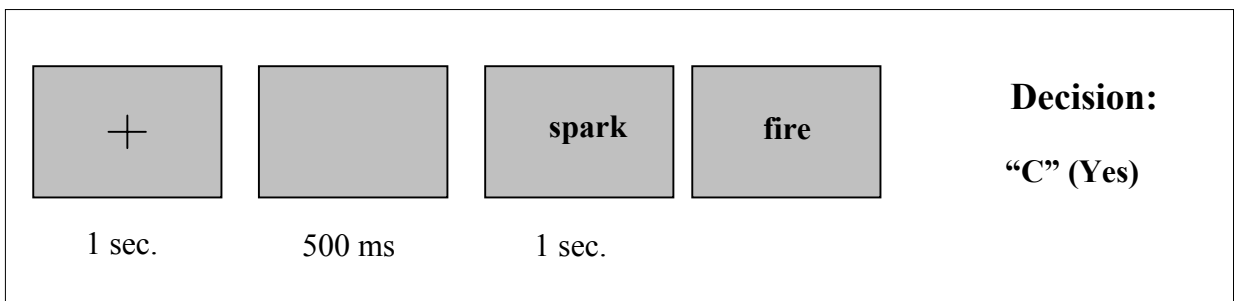 spark
fire
Decision:
“C” (Yes)
1 sec.
500 ms
1 sec.